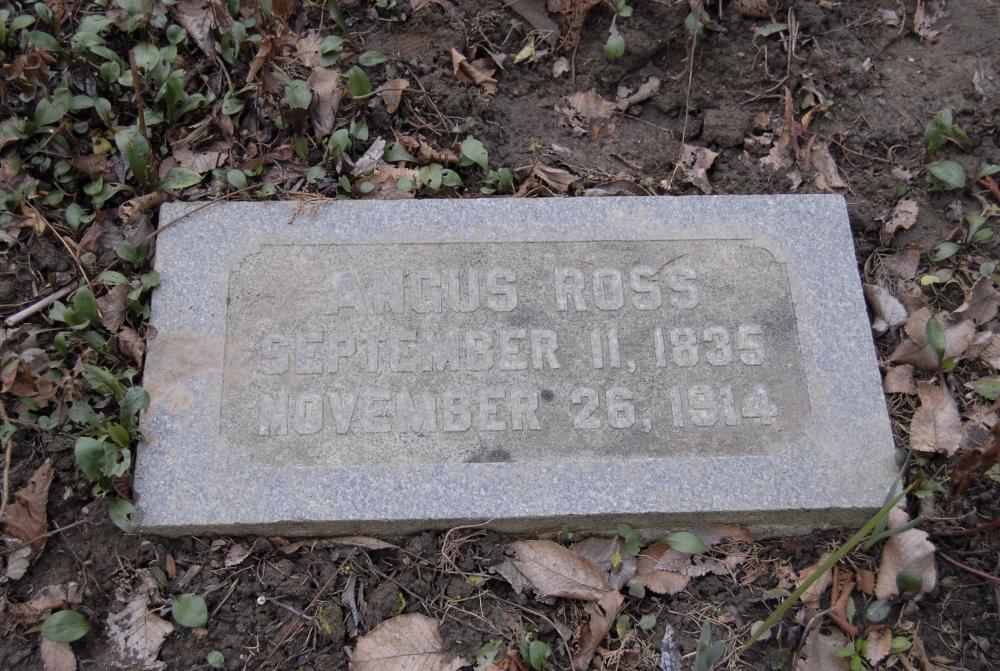 ANGUS ROSS
SEPTEMBER 11, 1835
NOVEMBER 26, 1914